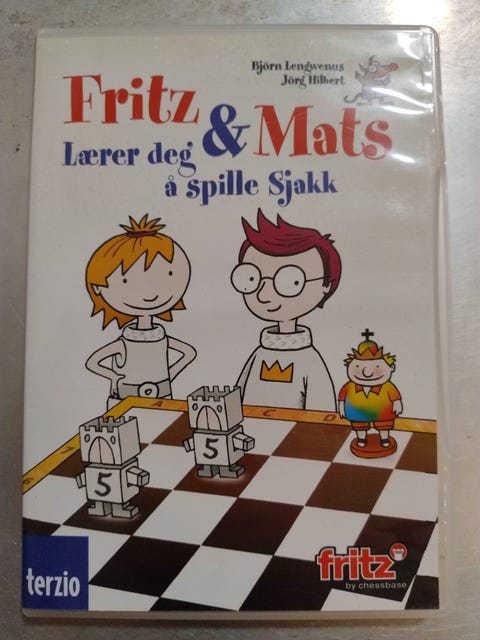 Björn Lengwenus
Jörg Hilbert
Fritz
& Mats
Lærer deg
å spille Sjakk
A
C
D
5
5
terzio
fritz
by chessbase